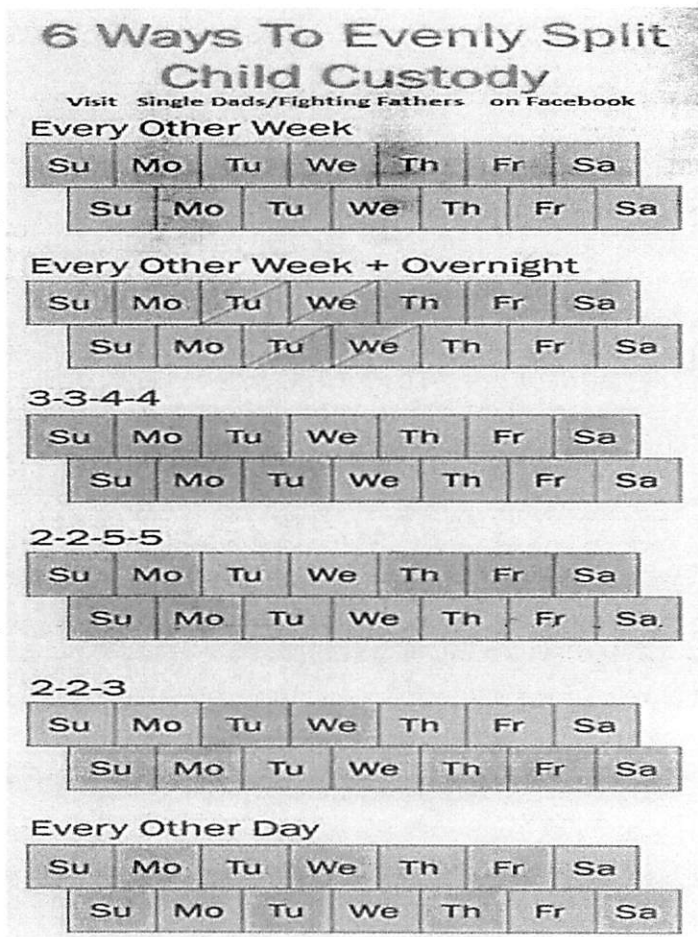 6 Ways To Evenly Split
Child Custody
Visit Single Dads/Fighting Fathers on Facebook
Every Other Week
Su Mo Tu We Th Fr Sa
Su Mo Tu We Th Fr Sa
Every Other Week + Overnight
Su Mo Tu We Th Fr Sa
Su Mo Tu We Th Fr Sa
3-3-4-4
Su Mo Tu We Th Fr Sa
Su Mo Tu We Th Fr Sa
2-2-5-5
Su Mo Tu We Th Fr Sa
Su Mo Tu We Th Fr Sa
2-2-3
Su Mo Tu We Th Fr Sa
Su Mo Tu We Th Fr Sa
Every Other Day
Su Mo Tu We Th Fr Sa
Su Mo Tu We Th Fr Sa